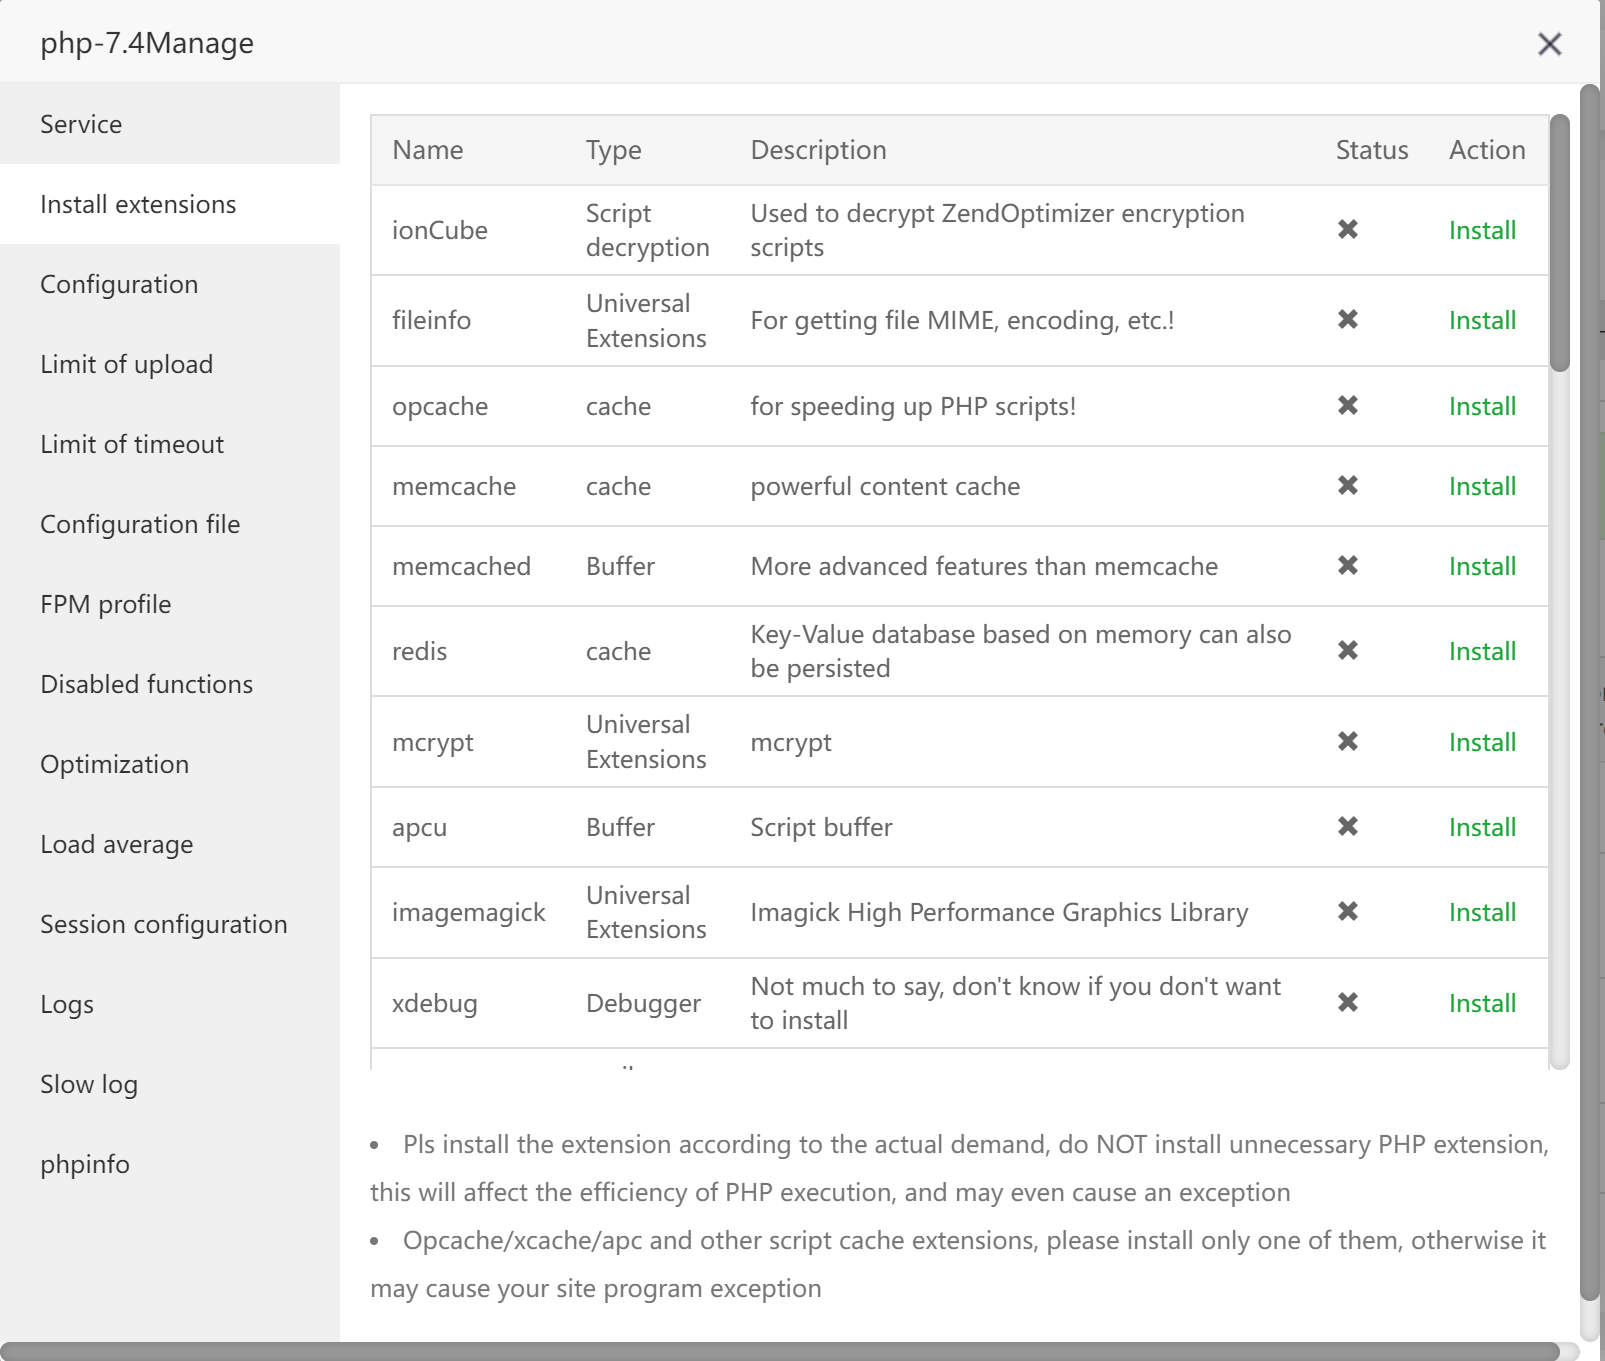 php-7.4Manage
Service
Install extensions
Configuration
Limit of upload
Limit of timeout
Configuration file
FPM profile
Disabled functions
Optimization
Load average
Session configuration
Logs
Slow log
phpinfo
Name Type Description Status Action
ionCube Script decryption Used to decrypt ZendOptimizer encryption scripts ✖ Install
fileinfo Universal Extensions For getting file MIME, encoding, etc.! ✖ Install
opcache cache for speeding up PHP scripts! ✖ Install
memcache cache powerful content cache ✖ Install
memcached Buffer More advanced features than memcache ✖ Install
redis cache Key-Value database based on memory can also be persisted ✖ Install
mcrypt Universal Extensions mcrypt ✖ Install
apcu Buffer Script buffer ✖ Install
imagemagick Universal Extensions Imagick High Performance Graphics Library ✖ Install
xdebug Debugger Not much to say, don't know if you don't want to install ✖ Install
• Pls install the extension according to the actual demand, do NOT install unnecessary PHP extension,
this will affect the efficiency of PHP execution, and may even cause an exception
• Opcache/xcache/apc and other script cache extensions, please install only one of them, otherwise it
may cause your site program exception